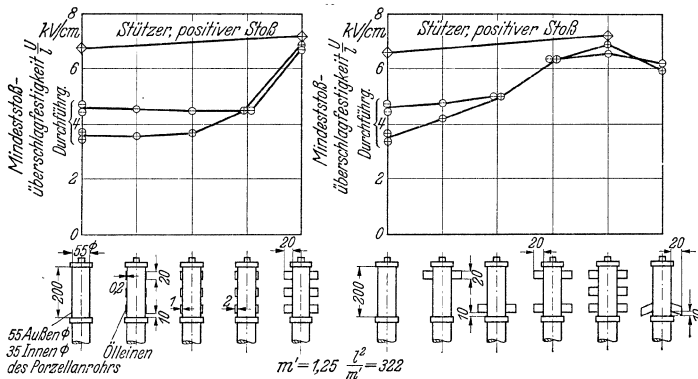 8
kV/cm
6
4
2
0
Mindeststoß-
überschlagfestigkeit U/l
Durchführg.
Stützer, positiver Stoß
8
kV/cm
6
4
2
0
Mindeststoß-
überschlagfestigkeit U/l
Durchführg.
Stützer, positiver Stoß
55⌀
200
0,2
20
10
1
2
20
200
20
10
20
20
10
55 Außen ⌀
35 Innen ⌀
des Porzellanrohrs
Ölleinen
m' = 1,25 l²/m' = 322